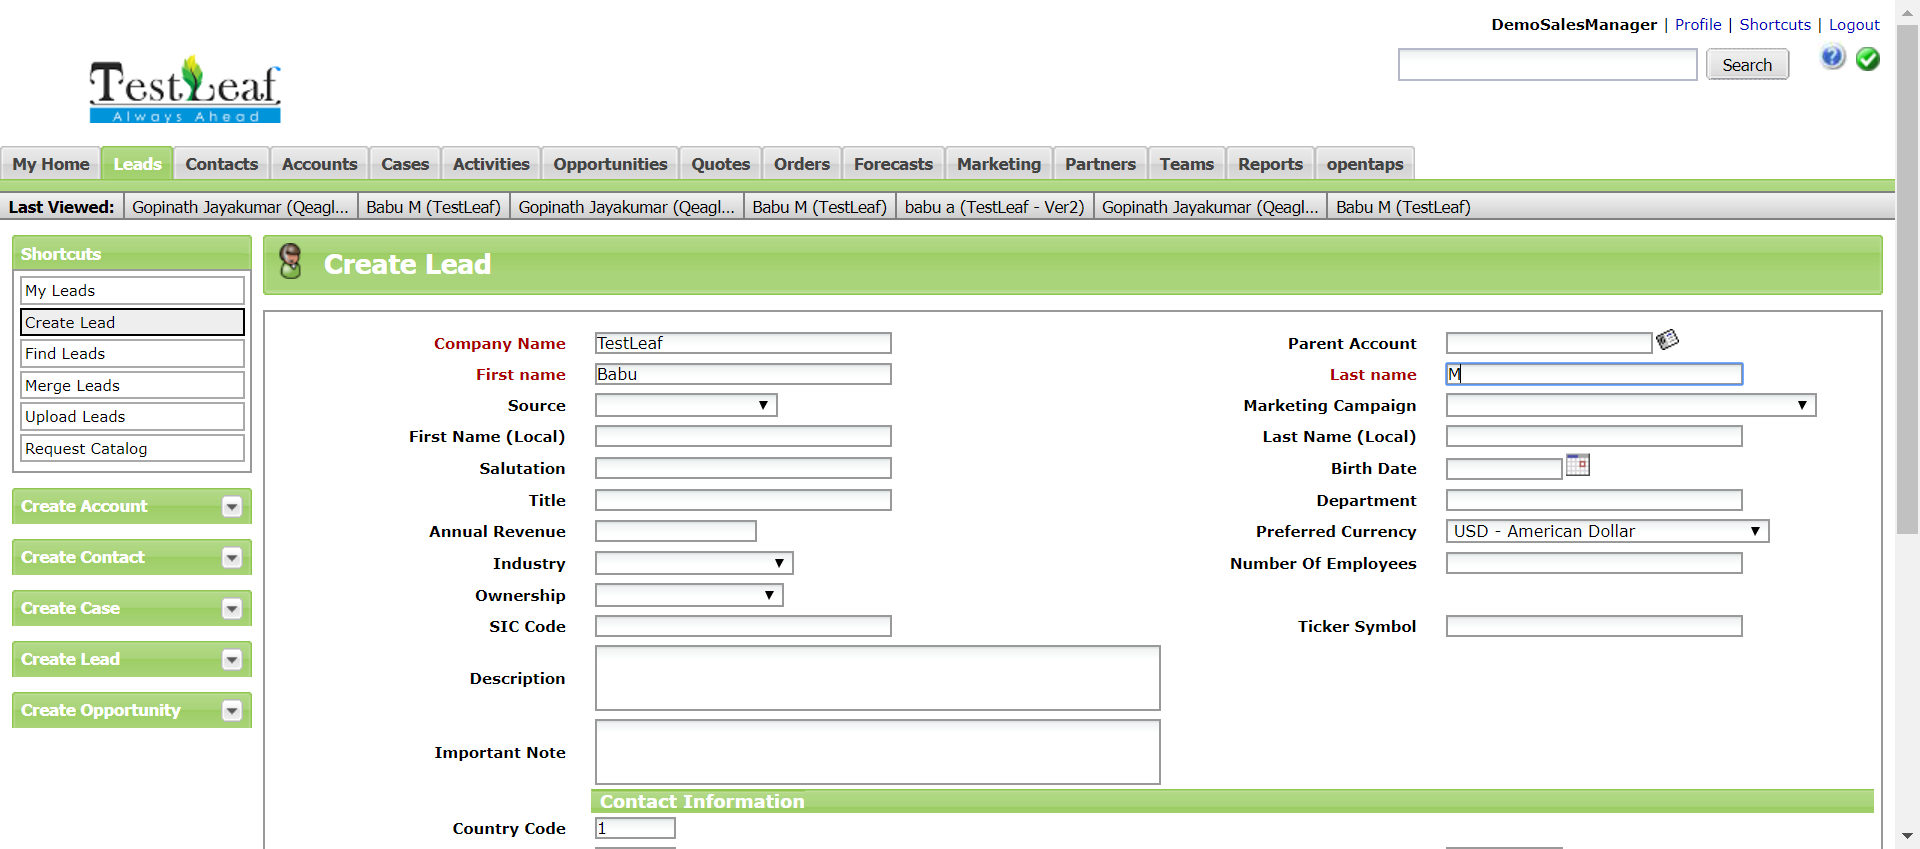 DemoSalesManager | Profile | Shortcuts | Logout
Search
TestLeaf
Always Ahead
My Home Leads Contacts Accounts Cases Activities Opportunities Quotes Orders Forecasts Marketing Partners Teams Reports opentaps
Last Viewed: Gopinath Jayakumar (Qeagl... Babu M (TestLeaf) Gopinath Jayakumar (Qeagl... Babu M (TestLeaf) babu a (TestLeaf - Ver2) Gopinath Jayakumar (Qeagl... Babu M (TestLeaf)
Shortcuts
My Leads
Create Lead
Find Leads
Merge Leads
Upload Leads
Request Catalog
Create Account
Create Contact
Create Case
Create Lead
Create Opportunity
Create Lead
Company Name TestLeaf Parent Account
First name Babu Last name M
Source Marketing Campaign
First Name (Local) Last Name (Local)
Salutation Birth Date
Title Department
Annual Revenue Preferred Currency USD - American Dollar
Industry Number Of Employees
Ownership
SIC Code Ticker Symbol
Description
Important Note
Contact Information
Country Code 1